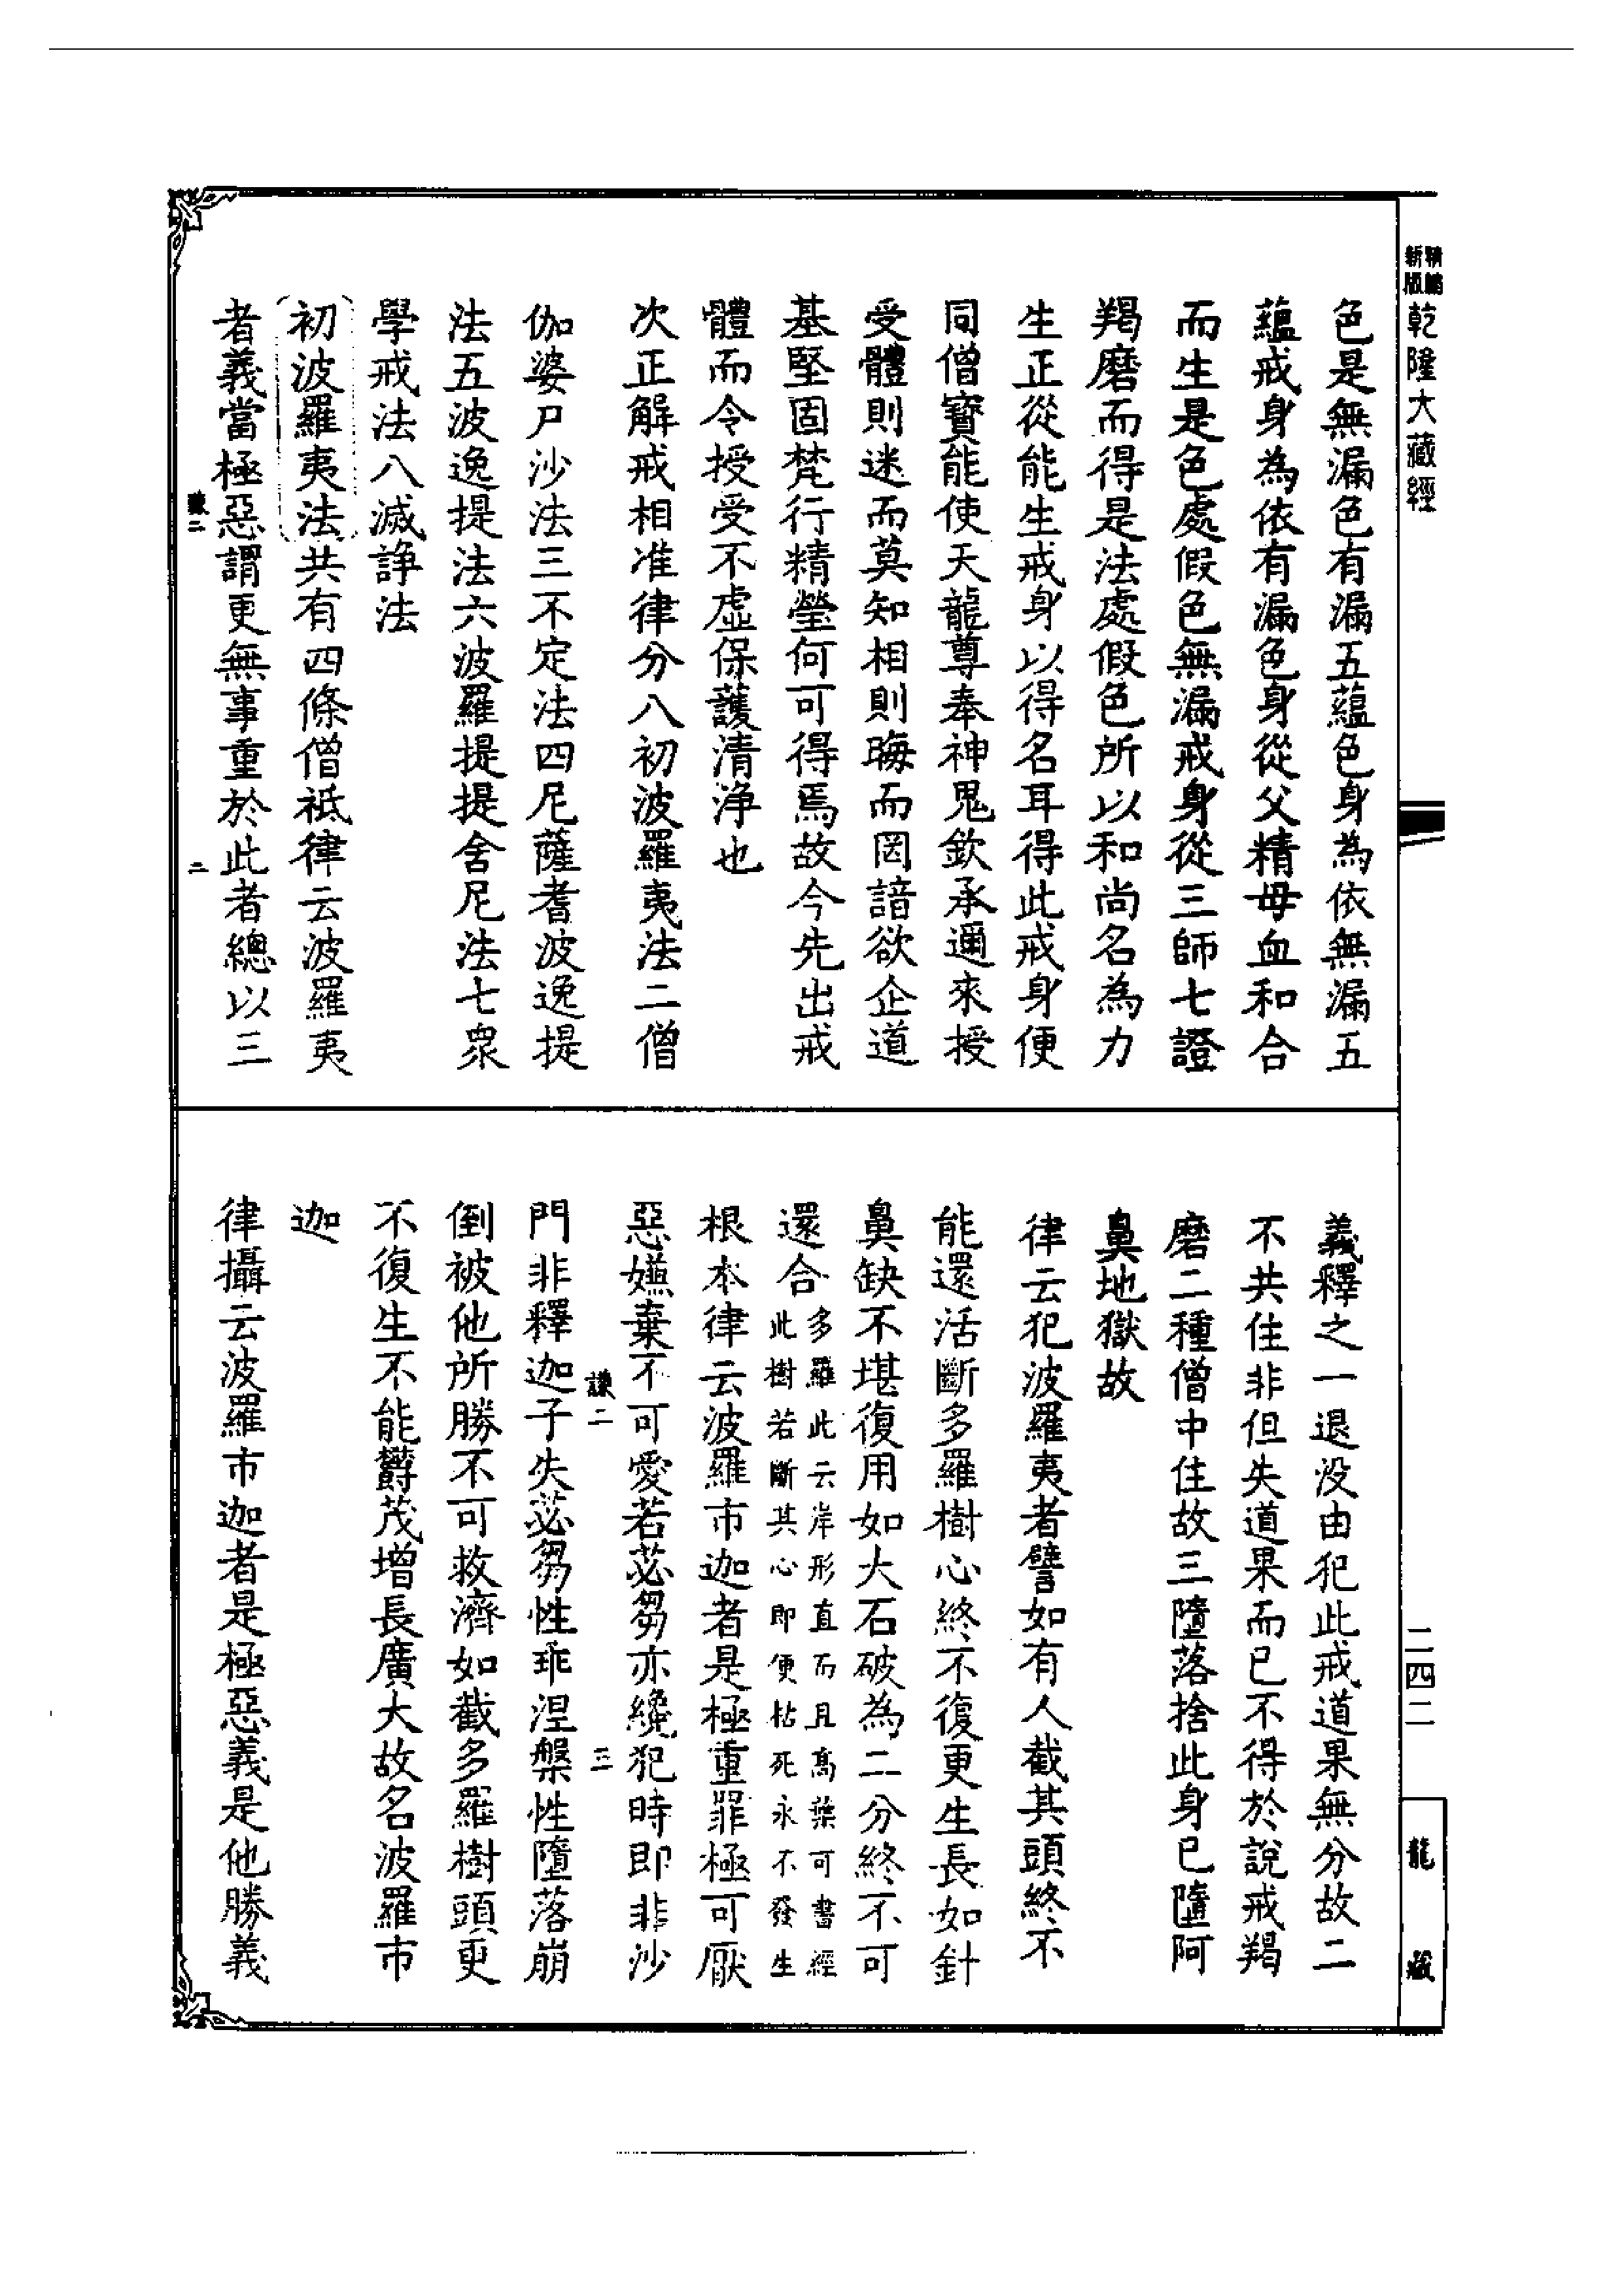 精編
新版
乾隆大藏經
色是無漏色有漏五蘊色身為依無漏五
蘊戒身為依有漏色身從父精母血和合
而生是色處假色無漏戒身從三師七證
羯磨而得是法處假色所以和尚名為力
生正從能生戒身以得名耳得此戒身便
同僧寶能使天龍尊奉神鬼欽承邇來授
受體則迷而莫知相則晦而罔諳欲企道
基堅固梵行精瑩何可得焉故今先出戒
體而令授受不虛保護清淨也
次正解戒相准律分八初波羅夷法二僧
伽婆尸沙法三不定法四尼薩耆波逸提
法五波逸提法六波羅提提舍尼法七眾
學戒法八滅諍法
初波羅夷法共有四條僧祇律云波羅夷
者義當極惡謂更無事重於此者總以三
二
義釋之一退没由犯此戒道果無分故二
不共住非但失道果而已不得於說戒羯
磨二種僧中住故三墮落捨此身已墮阿
鼻地獄故
律云犯波羅夷者譬如有人截其頭終不
能還活斷多羅樹心終不復更生長如針
鼻缺不堪復用如大石破為二分終不可
還合多羅此云岸形直而且高葉可書經
此樹若斷其心即便枯死永不發生
根本律云波羅市迦者是極重罪極可厭
惡嫌棄不可愛若苾芻亦纔犯時即非沙
三
門非釋迦子失苾芻性乖涅槃性墮落崩
倒被他所勝不可救濟如截多羅樹頭更
不復生不能欝茂增長廣大故名波羅市
迦
律攝云波羅市迦者是極惡義是他勝義
二四二
龍藏